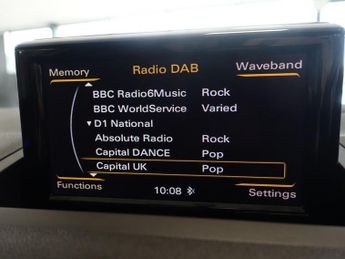 Memory Radio DAB Waveband
BBC Radio6Music Rock
BBC WorldService Varied
D1 National
Absolute Radio Rock
Capital DANCE Pop
Capital UK Pop
Functions 10:08 Settings